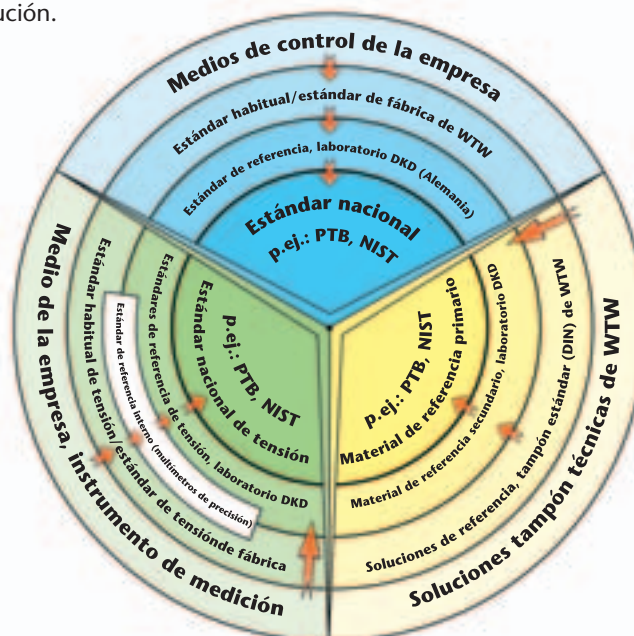 ución.
Medios de control de la empresa
Estándar habitual/estándar de fábrica de WTW
Estándar de referencia, laboratorio DKD (Alemania)
Estándar nacional
p.ej.: PTB, NIST
Medio de la empresa, instrumento de medición
Estándar habitual de tensión/estándar de tensiónde fábrica
Estándar de referencia interno (multímetros de precisión)
Estándares de referencia de tensión, laboratorio DKD
Estándar nacional de tensión
p.ej.: PTB, NIST
p.ej.: PTB, NIST
Material de referencia primario
Material de referencia secundario, laboratorio DKD
Soluciones de referencia, tampón estándar (DIN) de WTW
Soluciones tampón técnicas de WTW